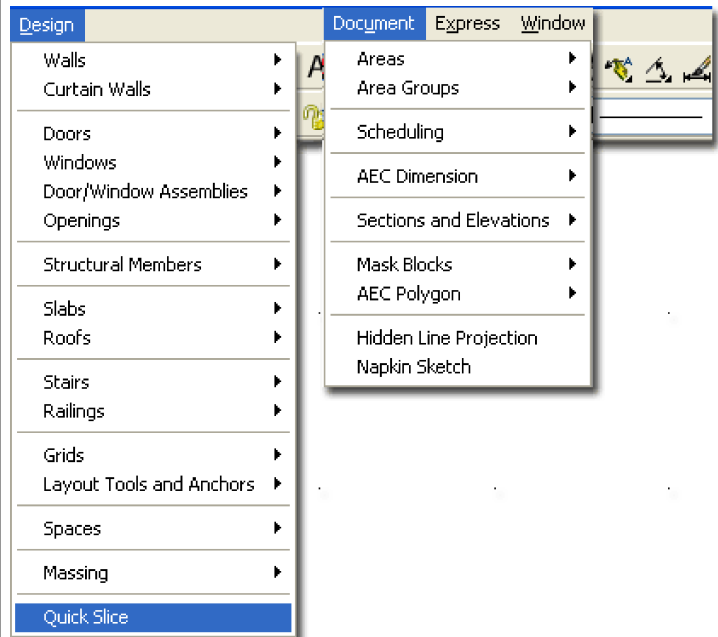 Design
Walls
Curtain Walls
Doors
Windows
Door/Window Assemblies
Openings
Structural Members
Slabs
Roofs
Stairs
Railings
Grids
Layout Tools and Anchors
Spaces
Massing
Quick Slice
Document Express Window
Areas
Area Groups
Scheduling
AEC Dimension
Sections and Elevations
Mask Blocks
AEC Polygon
Hidden Line Projection
Napkin Sketch